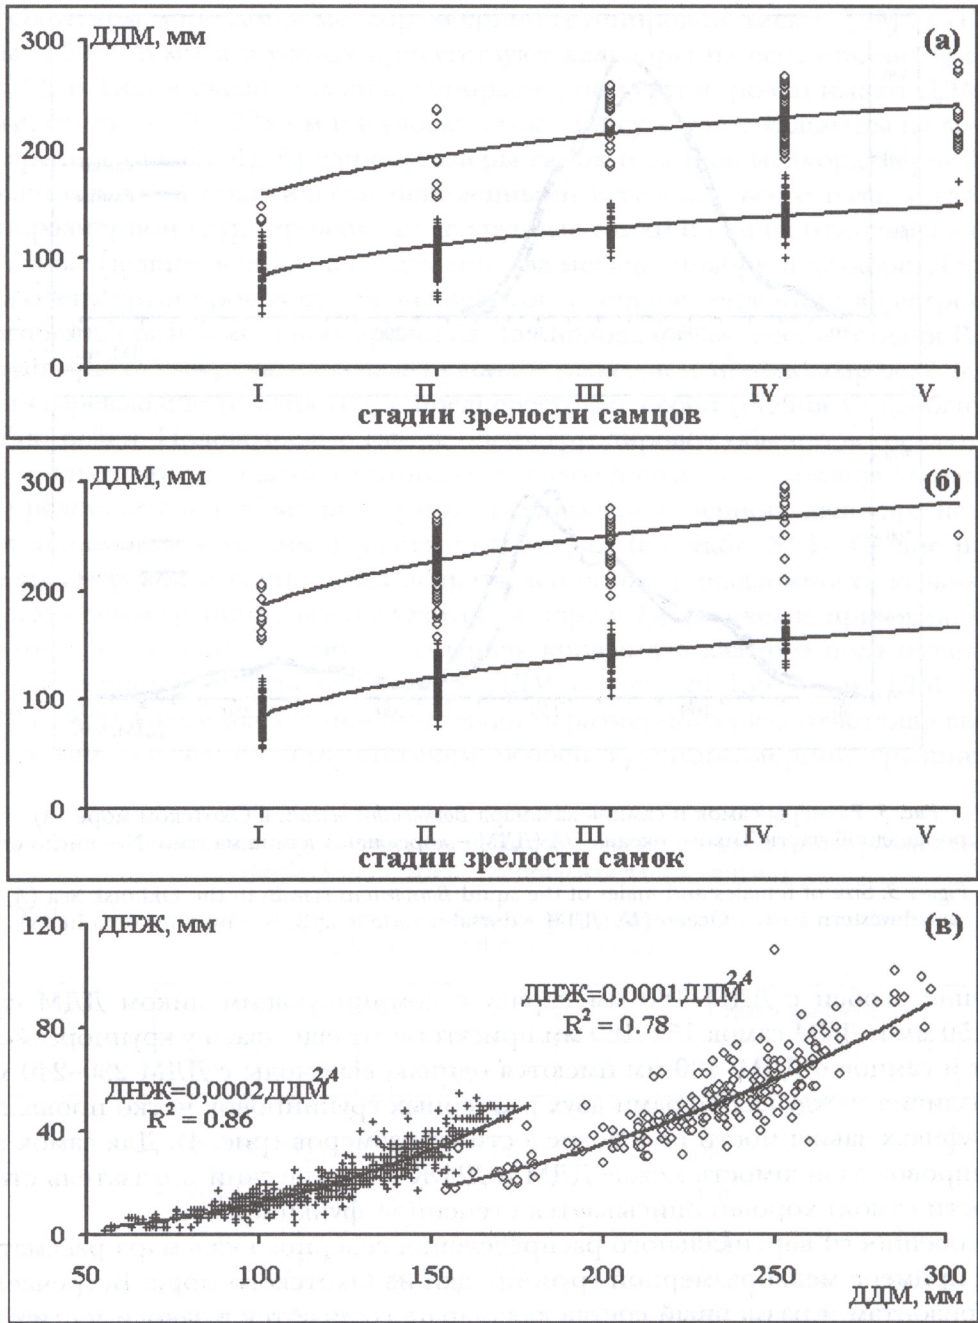 300 ДДМ, мм (а)
200
100
0
I II III IV V
стадии зрелости самцов
300 ДДМ, мм (б)
200
100
0
I II III IV V
стадии зрелости самок
120 ДНЖ, мм (в)
ДНЖ=0,0001ДДМ^2,4
R² = 0.78
80
ДНЖ=0,0002ДДМ^2,4
R² = 0.86
40
0
50 100 150 200 250 300
ДДМ, мм